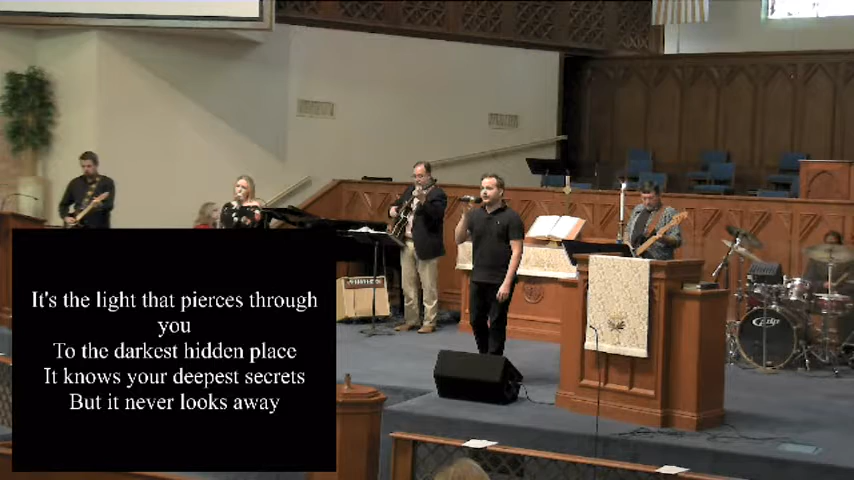 It's the light that pierces through
you
To the darkest hidden place
It knows your deepest secrets
But it never looks away